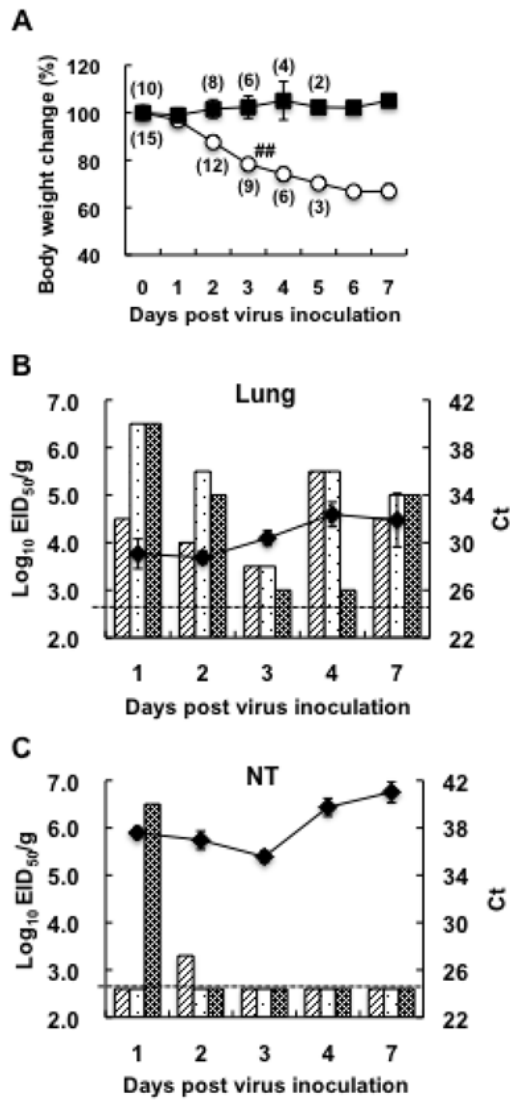 A
Body weight change (%)
120
100
80
60
40
(10)
(8)
(6)
(4)
(2)
(15)
(12)
(9)
(6)
(3)
##
0 1 2 3 4 5 6 7
Days post virus inoculation
B
Lung
Log10 EID50/g
7.0
6.0
5.0
4.0
3.0
2.0
42
38
34
30
26
22
Ct
1 2 3 4 7
Days post virus inoculation
C
NT
Log10 EID50/g
7.0
6.0
5.0
4.0
3.0
2.0
42
38
34
30
26
22
Ct
1 2 3 4 7
Days post virus inoculation